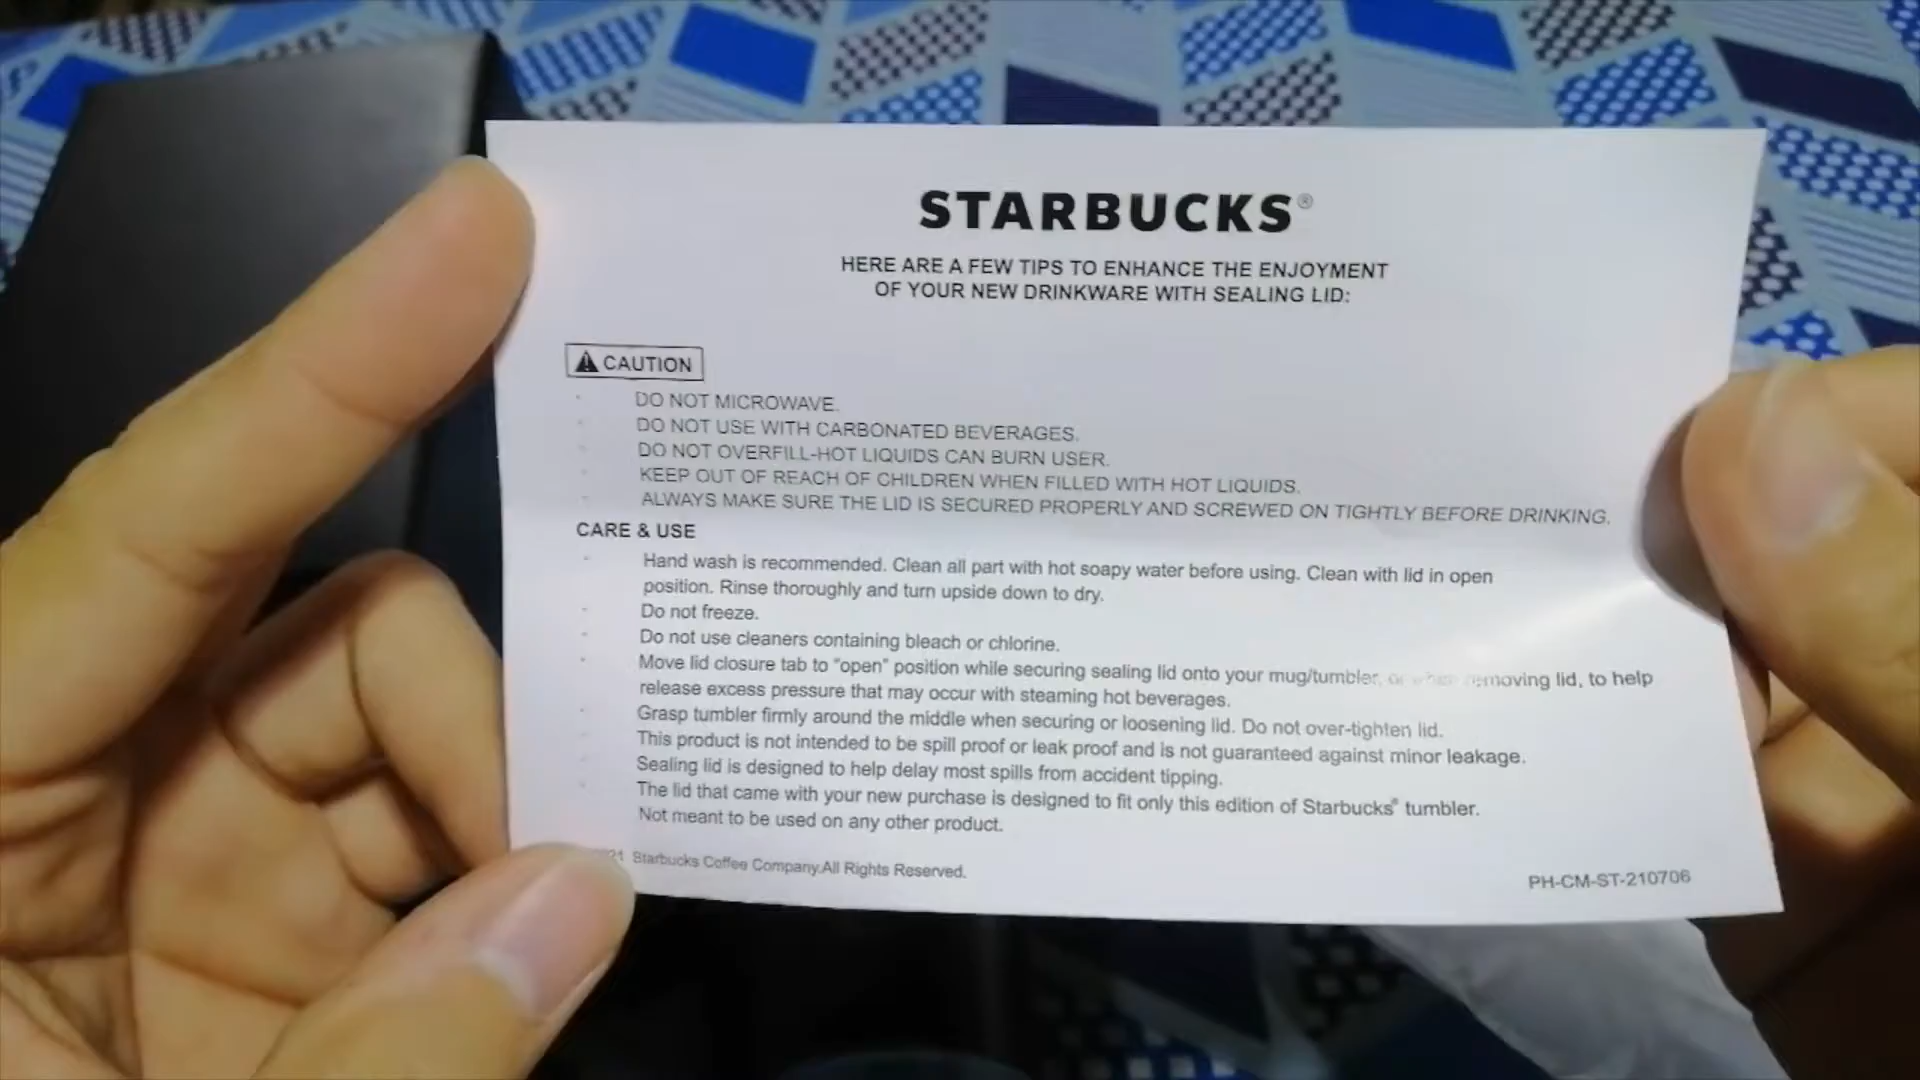 STARBUCKS®
HERE ARE A FEW TIPS TO ENHANCE THE ENJOYMENT
OF YOUR NEW DRINKWARE WITH SEALING LID:
CAUTION
DO NOT MICROWAVE.
DO NOT USE WITH CARBONATED BEVERAGES.
DO NOT OVERFILL-HOT LIQUIDS CAN BURN USER.
KEEP OUT OF REACH OF CHILDREN WHEN FILLED WITH HOT LIQUIDS.
ALWAYS MAKE SURE THE LID IS SECURED PROPERLY AND SCREWED ON TIGHTLY BEFORE DRINKING.
CARE & USE
Hand wash is recommended. Clean all part with hot soapy water before using. Clean with lid in open
position. Rinse thoroughly and turn upside down to dry.
Do not freeze.
Do not use cleaners containing bleach or chlorine.
Move lid closure tab to "open" position while securing sealing lid onto your mug/tumbler, or when removing lid, to help
release excess pressure that may occur with steaming hot beverages.
Grasp tumbler firmly around the middle when securing or loosening lid. Do not over-tighten lid.
This product is not intended to be spill proof or leak proof and is not guaranteed against minor leakage.
Sealing lid is designed to help delay most spills from accident tipping.
The lid that came with your new purchase is designed to fit only this edition of Starbucks® tumbler.
Not meant to be used on any other product.
21 Starbucks Coffee Company.All Rights Reserved.
PH-CM-ST-210706